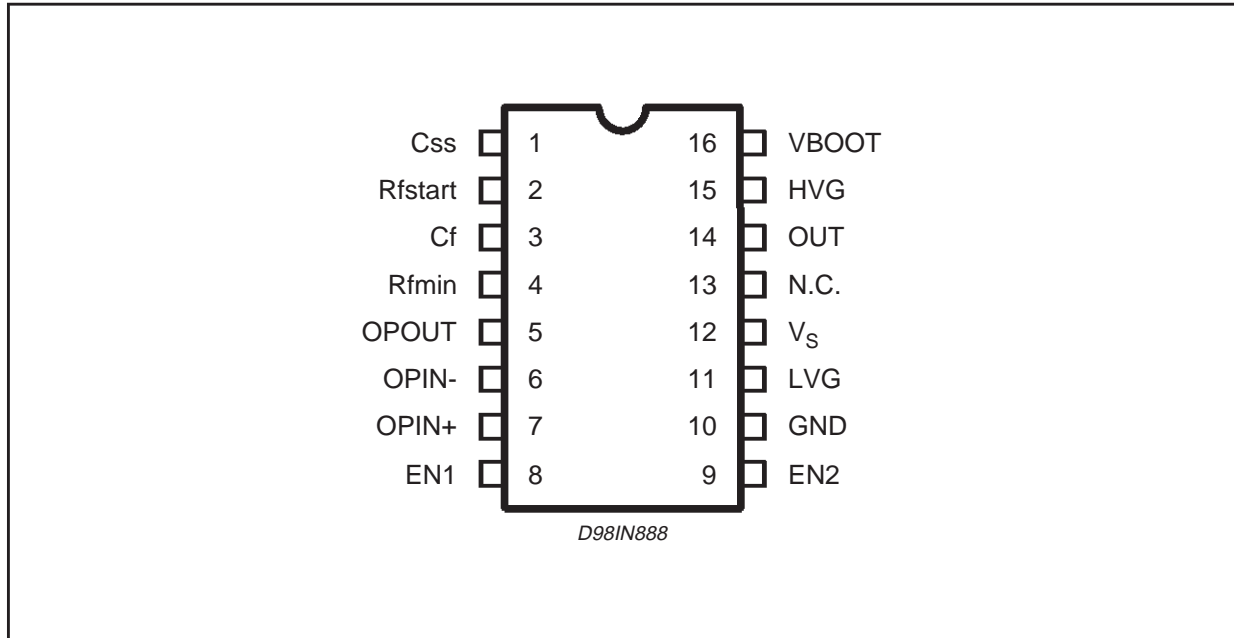 Css 1 16 VBOOT
Rfstart 2 15 HVG
Cf 3 14 OUT
Rfmin 4 13 N.C.
OPOUT 5 12 VS
OPIN- 6 11 LVG
OPIN+ 7 10 GND
EN1 8 9 EN2
D98IN888